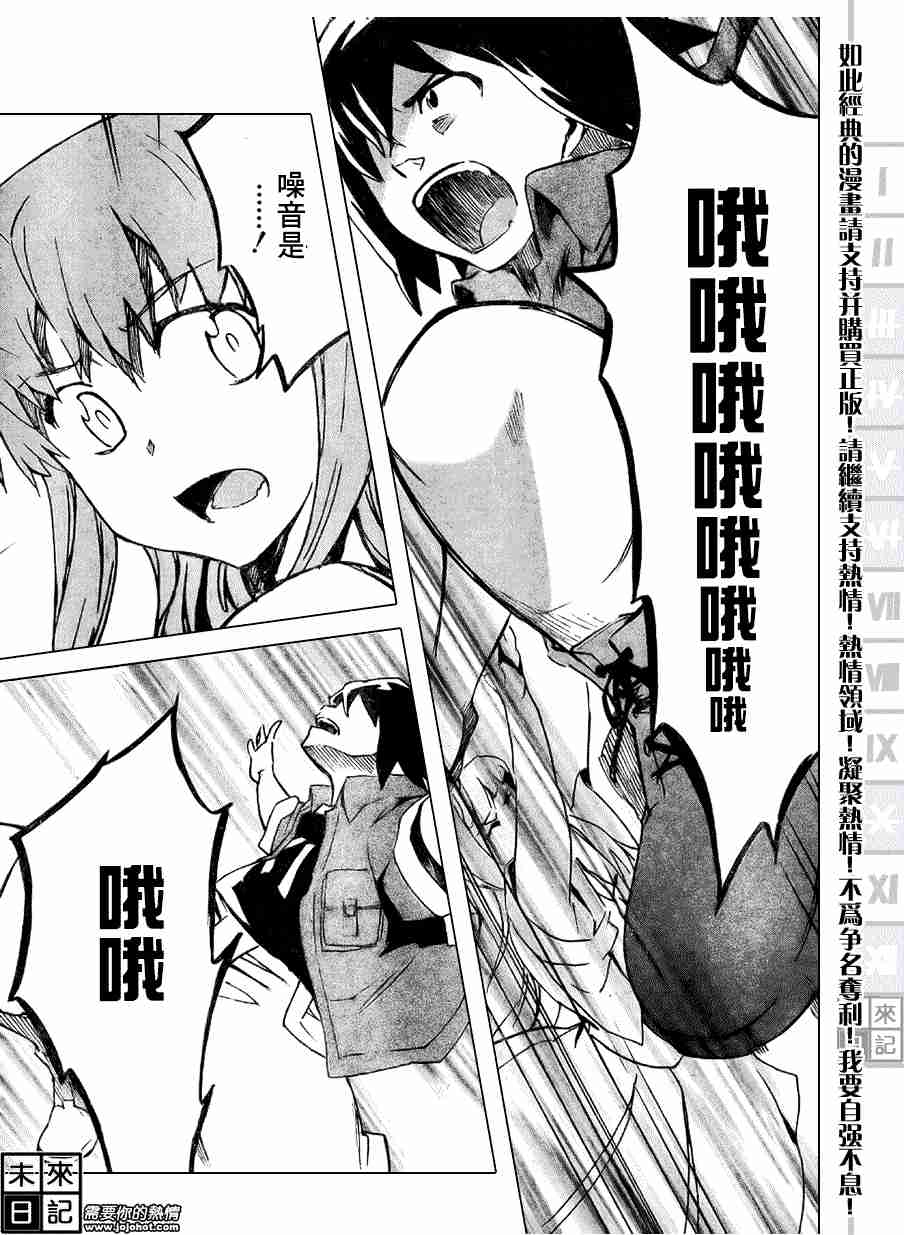 哦哦哦哦哦哦哦哦
噪音是
……！
哦哦
如此經典的漫畫請支持并購買正版！請繼續支持熱情！熱情領域！凝聚熱情！不爲争名奪利！我要自强不息！
I
II
III
IV
V
VI
VII
VIII
IX
X
XI
來
記
未來
日記
需要你的熱情
www.jojohot.com